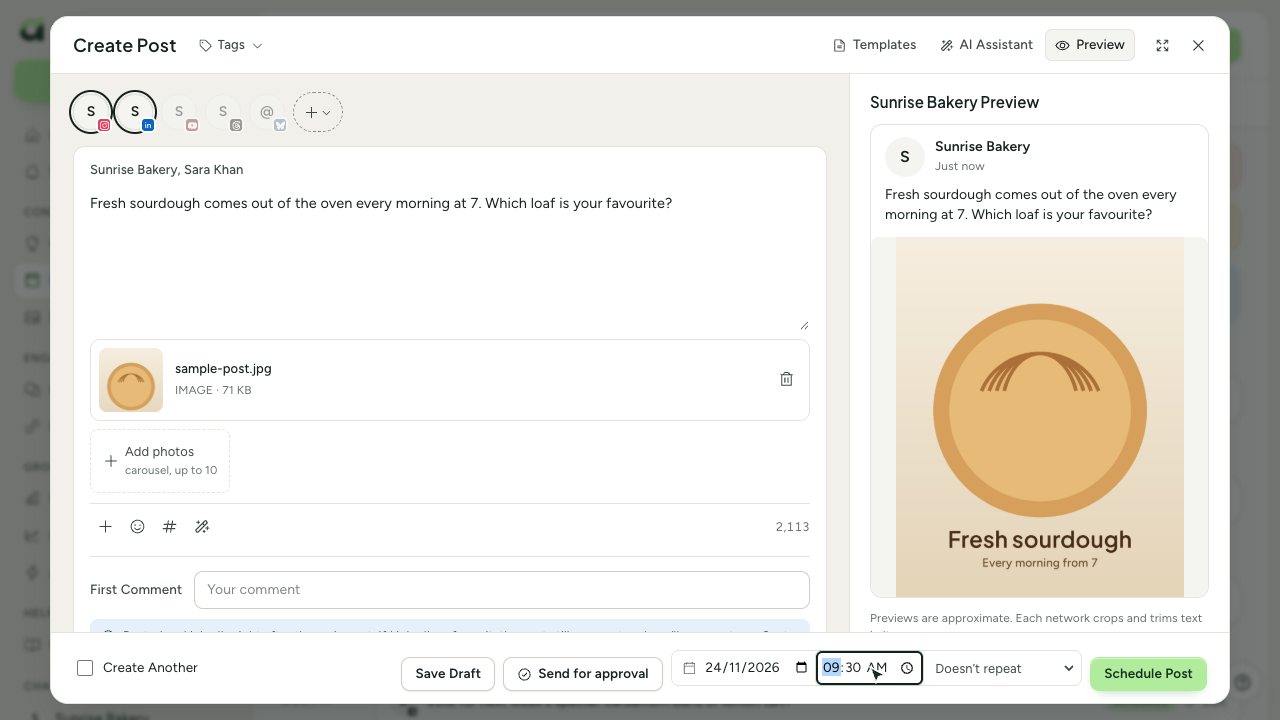 Create Post
Tags
Templates
AI Assistant
Preview
S
S
S
S
@
Sunrise Bakery, Sara Khan
Fresh sourdough comes out of the oven every morning at 7. Which loaf is your favourite?
sample-post.jpg
IMAGE · 71 KB
Add photos
carousel, up to 10
2,113
First Comment
Your comment
Sunrise Bakery Preview
S
Sunrise Bakery
Just now
Fresh sourdough comes out of the oven every
morning at 7. Which loaf is your favourite?
Fresh sourdough
Every morning from 7
Previews are approximate. Each network crops and trims text
Create Another
Save Draft
Send for approval
24/11/2026
09:30 AM
Doesn't repeat
Schedule Post